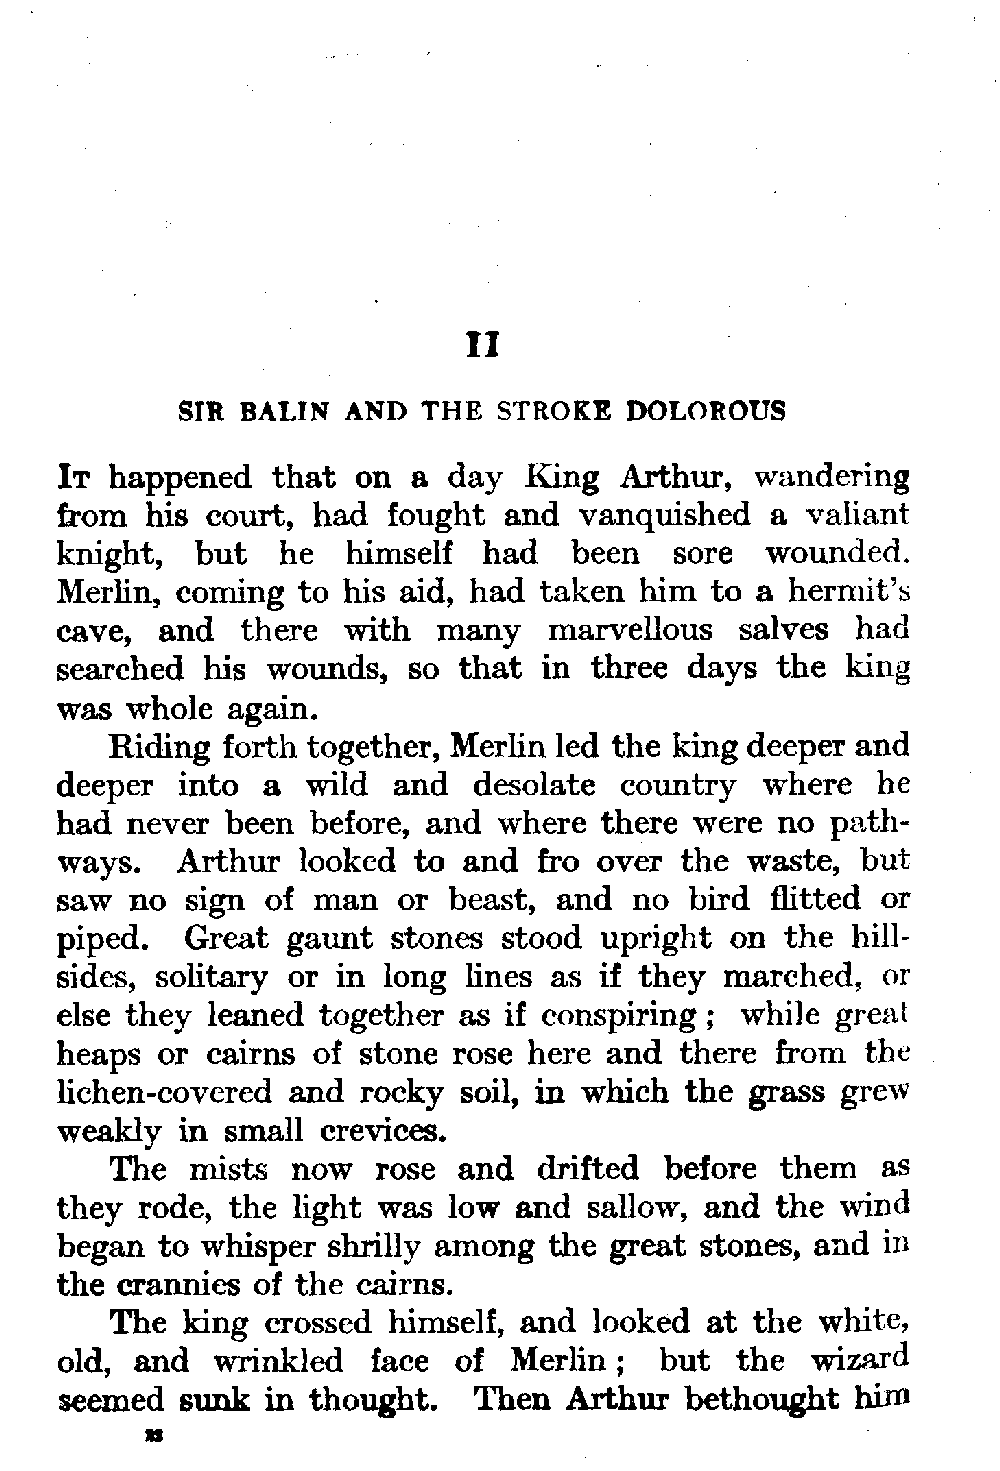 II
SIR BALIN AND THE STROKE DOLOROUS
IT happened that on a day King Arthur, wandering
from his court, had fought and vanquished a valiant
knight, but he himself had been sore wounded.
Merlin, coming to his aid, had taken him to a hermit's
cave, and there with many marvellous salves had
searched his wounds, so that in three days the king
was whole again.
Riding forth together, Merlin led the king deeper and
deeper into a wild and desolate country where he
had never been before, and where there were no path-
ways. Arthur looked to and fro over the waste, but
saw no sign of man or beast, and no bird flitted or
piped. Great gaunt stones stood upright on the hill-
sides, solitary or in long lines as if they marched, or
else they leaned together as if conspiring ; while great
heaps or cairns of stone rose here and there from the
lichen-covered and rocky soil, in which the grass grew
weakly in small crevices.
The mists now rose and drifted before them as
they rode, the light was low and sallow, and the wind
began to whisper shrilly among the great stones, and in
the crannies of the cairns.
The king crossed himself, and looked at the white,
old, and wrinkled face of Merlin ; but the wizard
seemed sunk in thought. Then Arthur bethought him